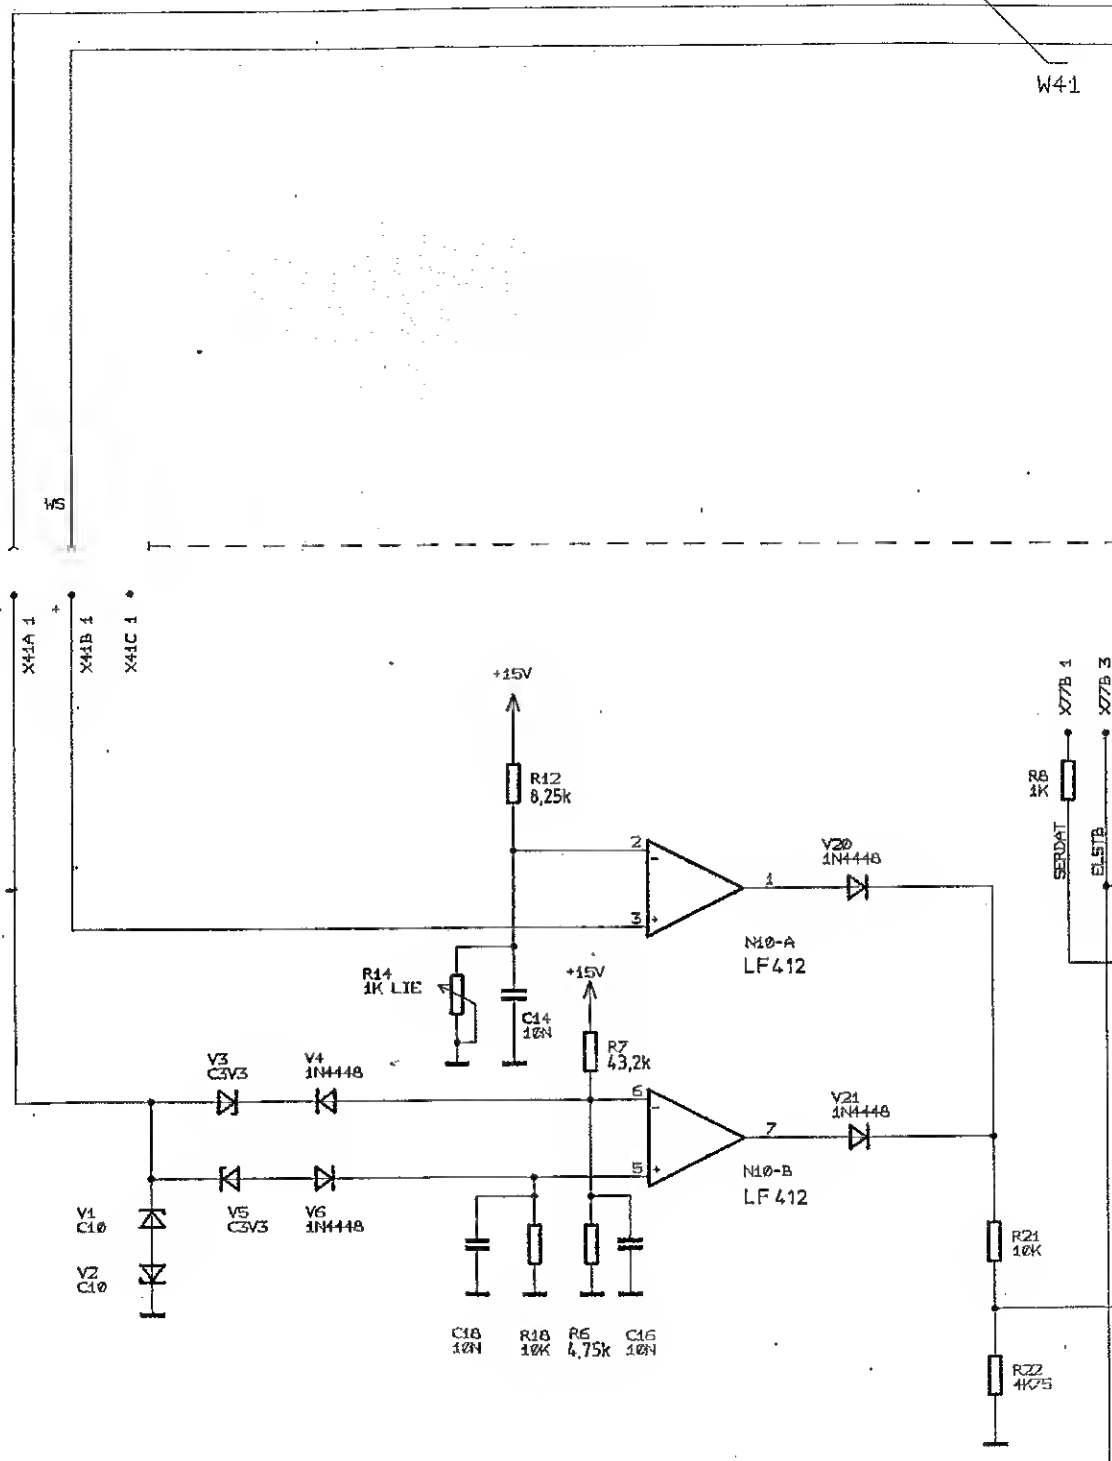 W41
WS
X41A 1
+
X41B 1
X41C 1
+15V
X77B 1
X77B 3
R12
8,25k
R8
1K
SERDAT
ELSTB
2
-
3
+
1
V20
1N4448
N10-A
LF412
R14
1K LIE
C14
10N
+15V
R7
43,2k
V3
C3V3
V4
1N4448
6
-
5
+
7
V21
1N4448
N10-B
LF412
V1
C10
V5
C3V3
V6
1N4448
V2
C10
R21
10K
C18
10N
R18
10K
R6
4,75k
C16
10N
R22
4K75